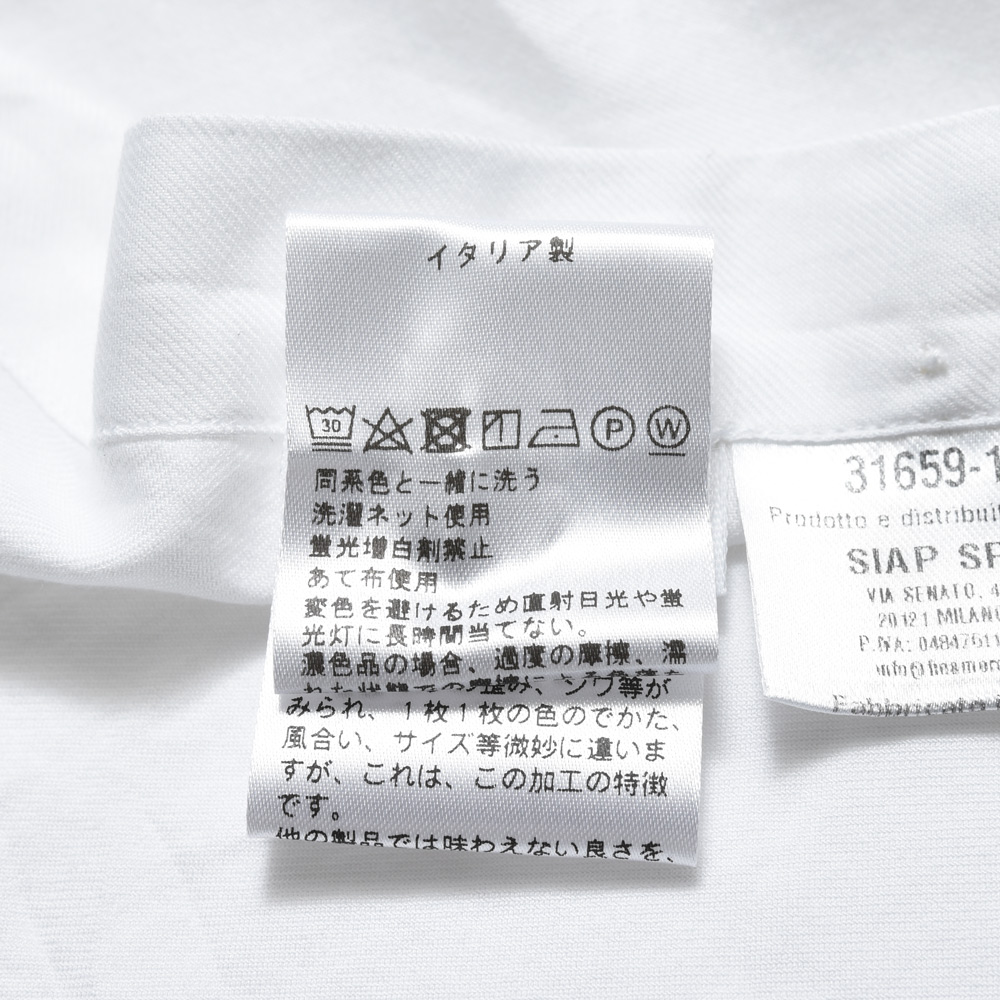 イタリア製
30
P
W
同系色と一緒に洗う
洗濯ネット使用
蛍光増白剤禁止
あて布使用
変色を避けるため直射日光や蛍
光灯に長時間当てない。
濃色品の場合、過度の摩擦、濡
みられ、1枚1枚の色のでかた、
風合い、サイズ等微妙に違いま
すが、これは、この加工の特徴
です。
他の製品では味わえない良さを、
31659-1
Prodotto e distribuit
SIAP SP
VIA SENATO, 4
20121 MILANO